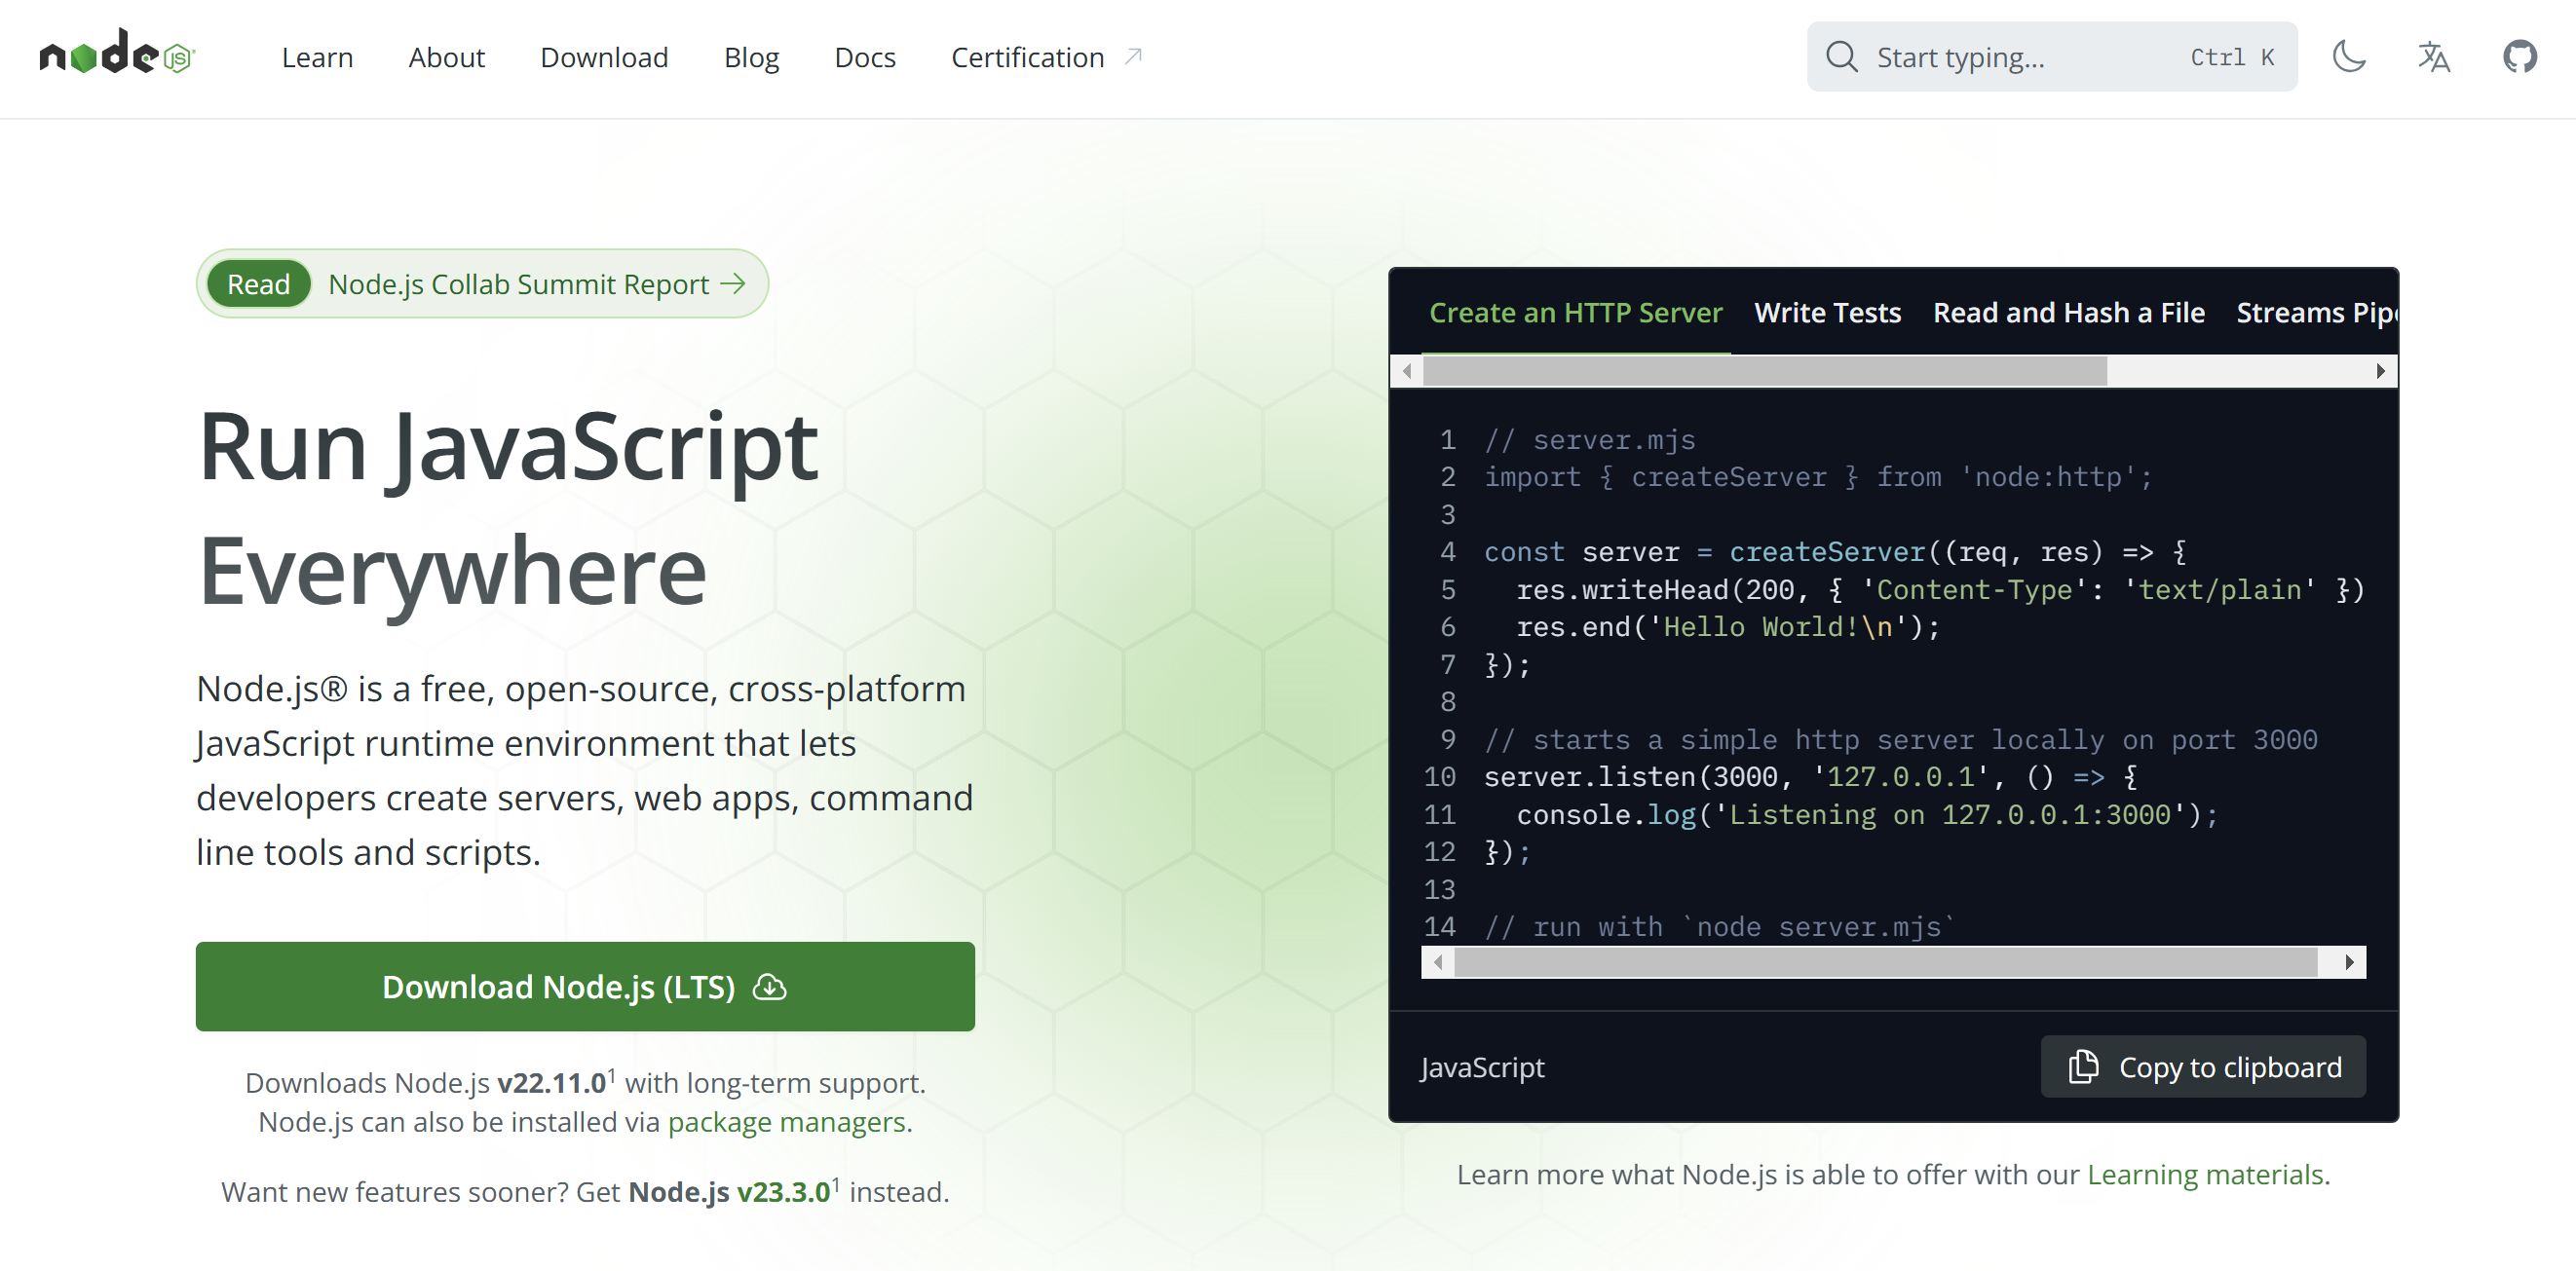 node JS
Learn About Download Blog Docs Certification
Start typing... Ctrl K
Read Node.js Collab Summit Report
Run JavaScript
Everywhere
Node.js® is a free, open-source, cross-platform
JavaScript runtime environment that lets
developers create servers, web apps, command
line tools and scripts.
Download Node.js (LTS)
Downloads Node.js v22.11.0¹ with long-term support.
Node.js can also be installed via package managers.
Want new features sooner? Get Node.js v23.3.0¹ instead.
Create an HTTP Server Write Tests Read and Hash a File Streams
1 // server.mjs
2 import { createServer } from 'node:http';
3
4 const server = createServer((req, res) => {
5   res.writeHead(200, { 'Content-Type': 'text/plain' })
6   res.end('Hello World!\n');
7 });
8
9 // starts a simple http server locally on port 3000
10 server.listen(3000, '127.0.0.1', () => {
11   console.log('Listening on 127.0.0.1:3000');
12 });
13
14 // run with `node server.mjs`
JavaScript
Copy to clipboard
Learn more what Node.js is able to offer with our Learning materials.